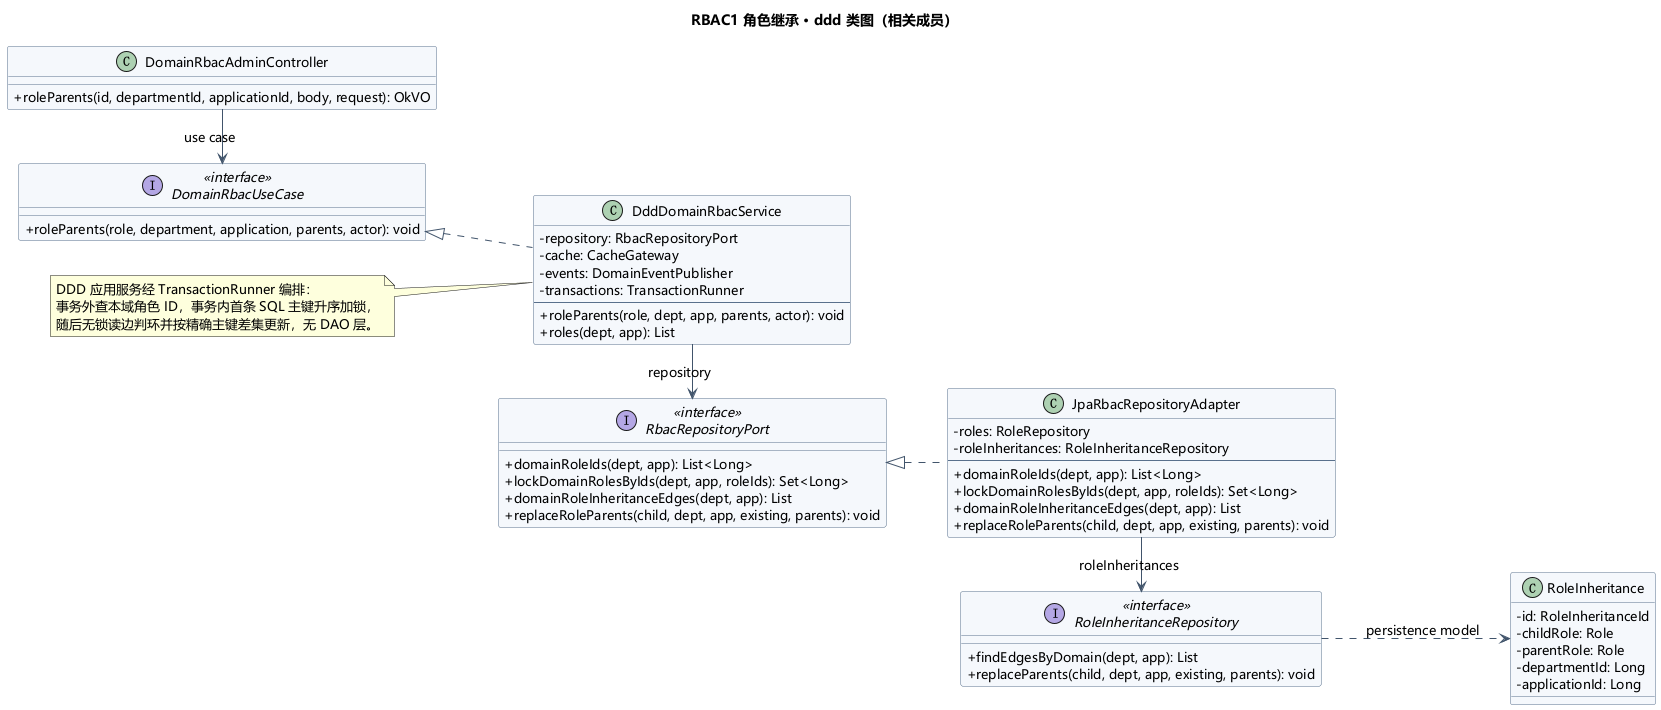 RBAC1 角色继承 · ddd 类图（相关成员）
C DomainRbacAdminController
+roleParents(id, departmentId, applicationId, body, request): OkVO
use case
«interface»
I DomainRbacUseCase
+roleParents(role, department, application, parents, actor): void
C DddDomainRbacService
-repository: RbacRepositoryPort
-cache: CacheGateway
-events: DomainEventPublisher
-transactions: TransactionRunner
+roleParents(role, dept, app, parents, actor): void
+roles(dept, app): List
DDD 应用服务经 TransactionRunner 编排：
事务外查本域角色 ID，事务内首条 SQL 主键升序加锁，
随后无锁读边判环并按精确主键差集更新，无 DAO 层。
repository
«interface»
I RbacRepositoryPort
+domainRoleIds(dept, app): List<Long>
+lockDomainRolesByIds(dept, app, roleIds): Set<Long>
+domainRoleInheritanceEdges(dept, app): List
+replaceRoleParents(child, dept, app, existing, parents): void
C JpaRbacRepositoryAdapter
-roles: RoleRepository
-roleInheritances: RoleInheritanceRepository
+domainRoleIds(dept, app): List<Long>
+lockDomainRolesByIds(dept, app, roleIds): Set<Long>
+domainRoleInheritanceEdges(dept, app): List
+replaceRoleParents(child, dept, app, existing, parents): void
roleInheritances
«interface»
I RoleInheritanceRepository
+findEdgesByDomain(dept, app): List
+replaceParents(child, dept, app, existing, parents): void
persistence model
C RoleInheritance
-id: RoleInheritanceId
-childRole: Role
-parentRole: Role
-departmentId: Long
-applicationId: Long